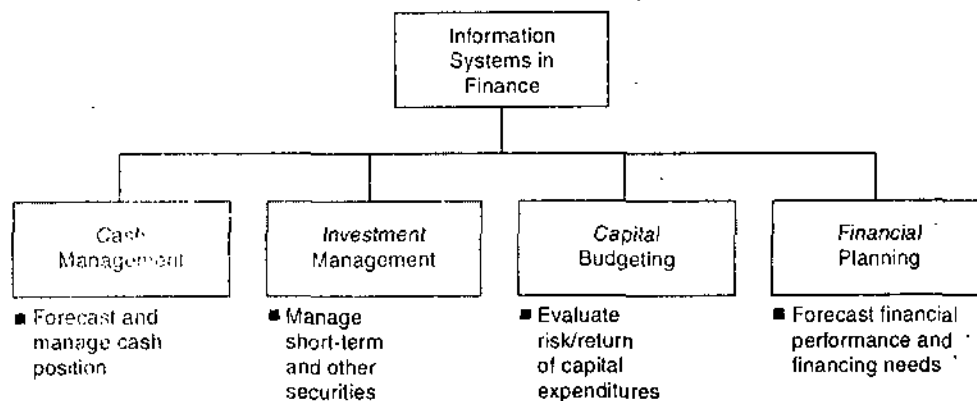 Information
Systems in
Finance
Cash
Management
Investment
Management
Capital
Budgeting
Financial
Planning
■ Forecast and
manage cash
position
■ Manage
short-term
and other
securities
■ Evaluate
risk/return
of capital
expenditures
■ Forecast financial
performance and
financing needs